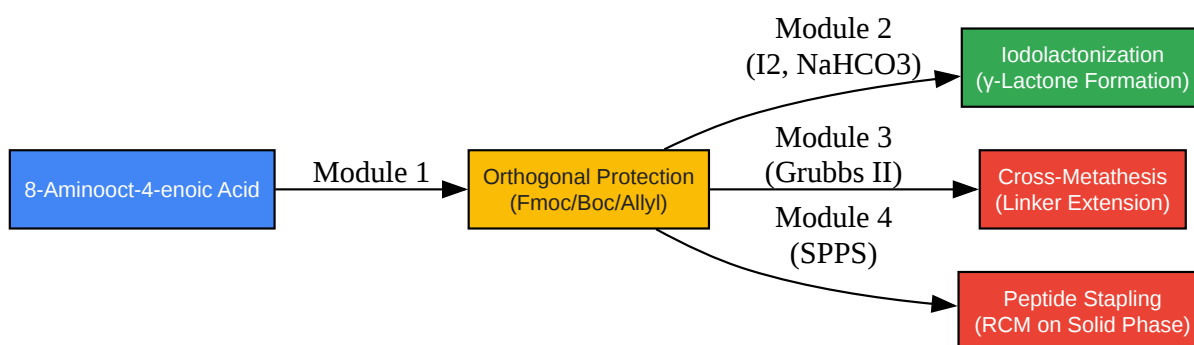 8-Aminooct-4-enoic Acid
Module 1
Orthogonal Protection
(Fmoc/Boc/Allyl)
Module 2
(I2, NaHCO3)
Iodolactonization
(γ-Lactone Formation)
Module 3
(Grubbs II)
Cross-Metathesis
(Linker Extension)
Module 4
(SPPS)
Peptide Stapling
(RCM on Solid Phase)